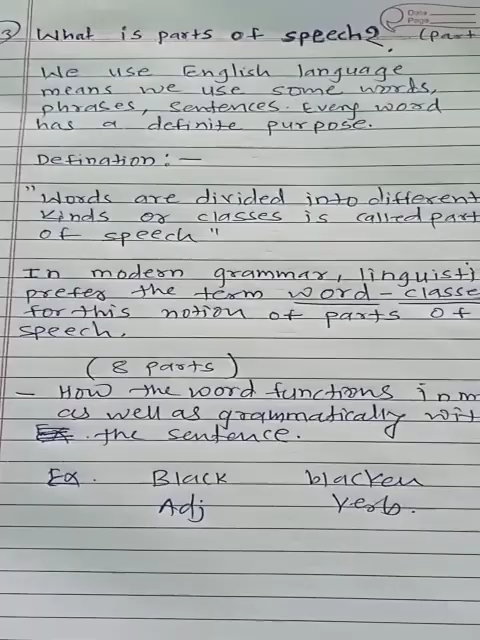 Date
Page
3 What is parts of speech? (part
We use English language
means we use some words,
phrases, sentences. Every word
has a definite purpose.
Defination : —
"Words are divided into different
kinds or classes is called part
of speech"
In modern grammar, linguisti
prefer the term word - classe
for this notion of parts of
speech.
(8 parts)
- How the word functions in m
as well as grammatically wit
the sentence.
Ex. Black blacken
Adj Verb.